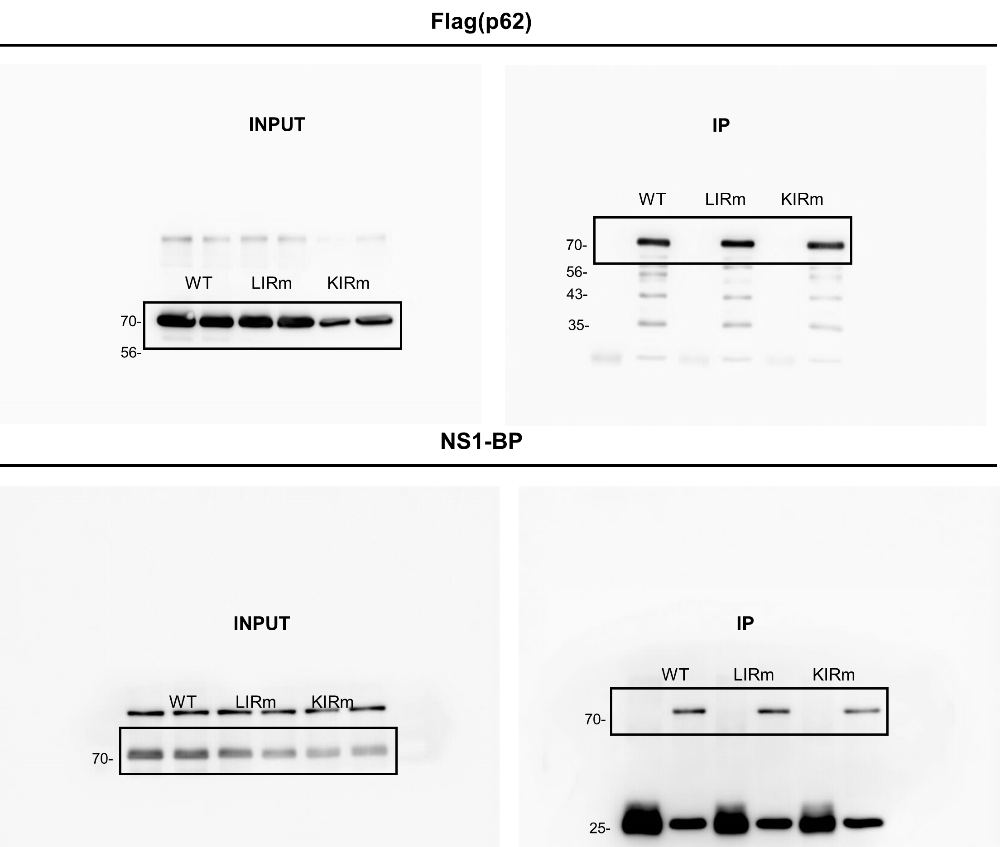 Flag(p62)
INPUT
WT LIRm KIRm
70-
56-
IP
WT LIRm KIRm
70-
56-
43-
35-
NS1-BP
INPUT
WT LIRm KIRm
70-
IP
WT LIRm KIRm
70-
25-